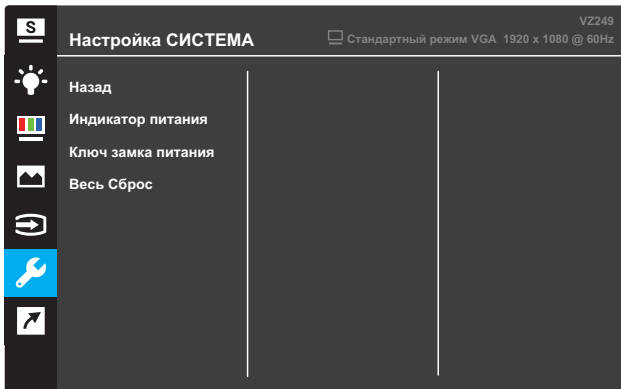 S
VZ249
Настройка СИСТЕМА
Стандартный режим VGA 1920 x 1080 @ 60Hz
Назад
Индикатор питания
Ключ замка питания
Весь Сброс